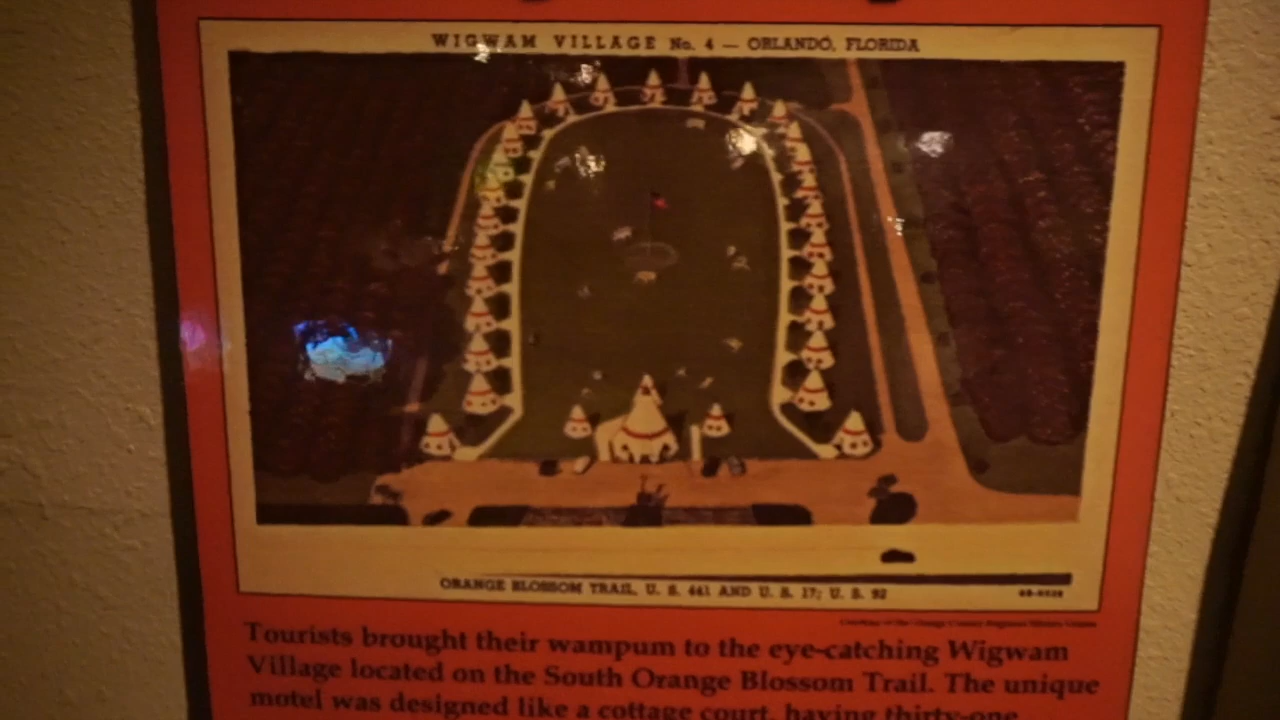 WIGWAM VILLAGE No. 4 — ORLANDO, FLORIDA
ORANGE BLOSSOM TRAIL, U. S. 441 AND U. S. 17; U. S. 92
Tourists brought their wampum to the eye-catching Wigwam
Village located on the South Orange Blossom Trail. The unique
motel was designed like a cottage court, having thirty-one